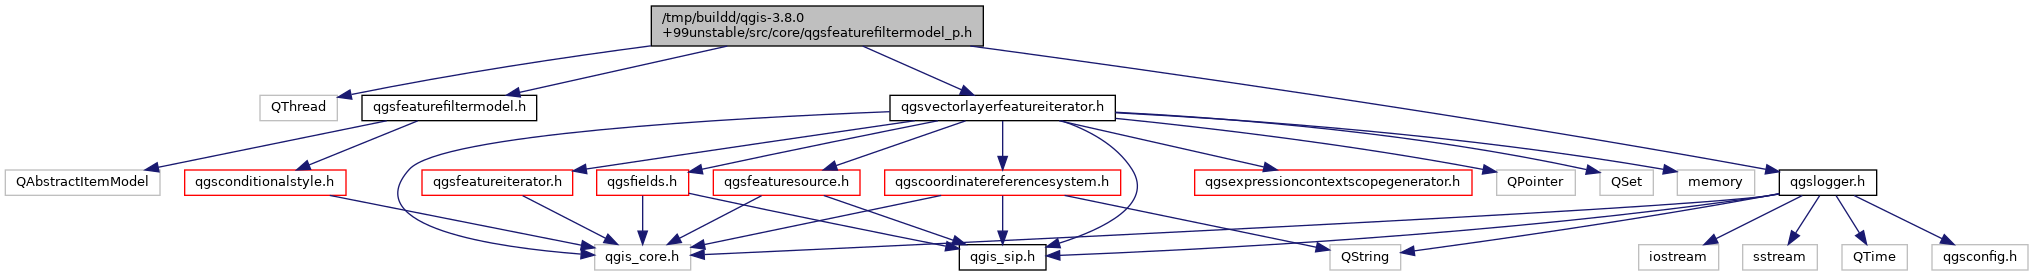 /tmp/buildd/qgis-3.8.0
+99unstable/src/core/qgsfeaturefiltermodel_p.h
QThread
qgsfeaturefiltermodel.h
qgsvectorlayerfeatureiterator.h
QAbstractItemModel
qgsconditionalstyle.h
qgsfeatureiterator.h
qgsfields.h
qgsfeaturesource.h
qgscoordinatereferencesystem.h
qgsexpressioncontextscopegenerator.h
QPointer
QSet
memory
qgslogger.h
qgis_core.h
qgis_sip.h
QString
iostream
sstream
QTime
qgsconfig.h